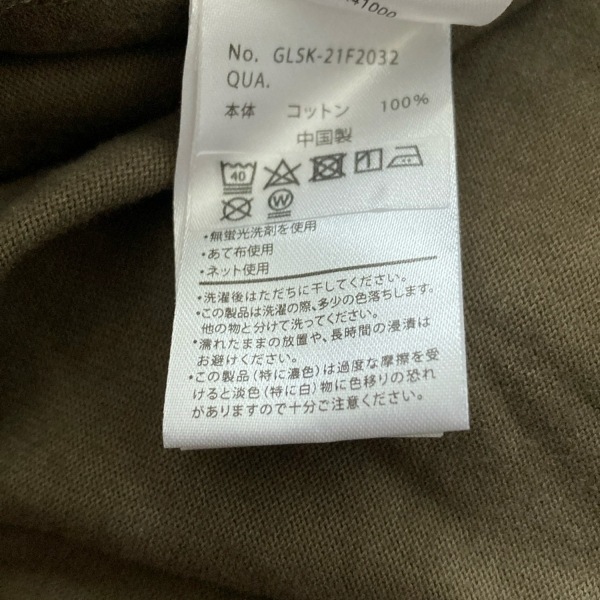 41000
No. GLSK-21F2032
QUA.
本体 コットン 100%
中国製
40
W
・無蛍光洗剤を使用
・あて布使用
・ネット使用
・洗濯後はただちに干してください。
・この製品は洗濯の際、多少の色落ちします。
他の物と分けて洗ってください。
・濡れたままの放置や、長時間の浸漬は
お避けください。
・この製品(特に濃色)は過度な摩擦を受
けると淡色(特に白)物に色移りの恐れ
がありますので十分ご注意ください。